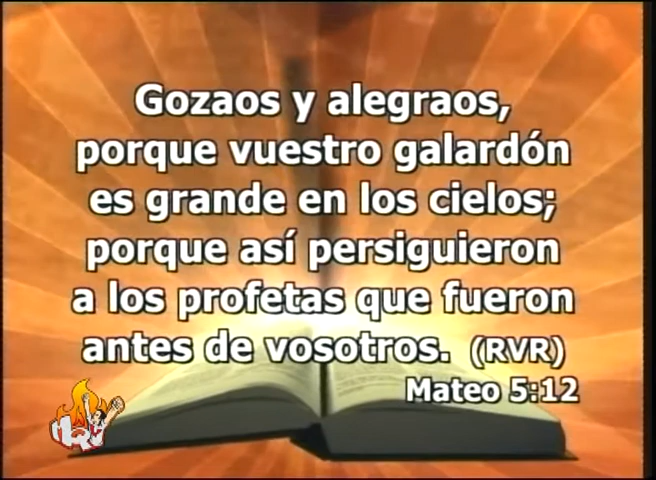 Gozaos y alegraos,
porque vuestro galardón
es grande en los cielos;
porque así persiguieron
a los profetas que fueron
antes de vosotros. (RVR)
Mateo 5:12